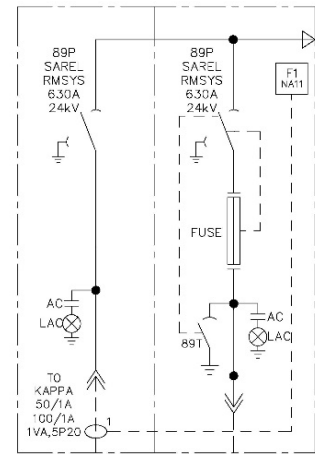 89P
SAREL
RMSYS
630A
24kV
89P
SAREL
RMSYS
630A
24kV
F1
NA11
FUSE
AC
LAC
89T
AC
LAC
TO
KAPPA
50/1A
100/1A
1VA,5P20
1